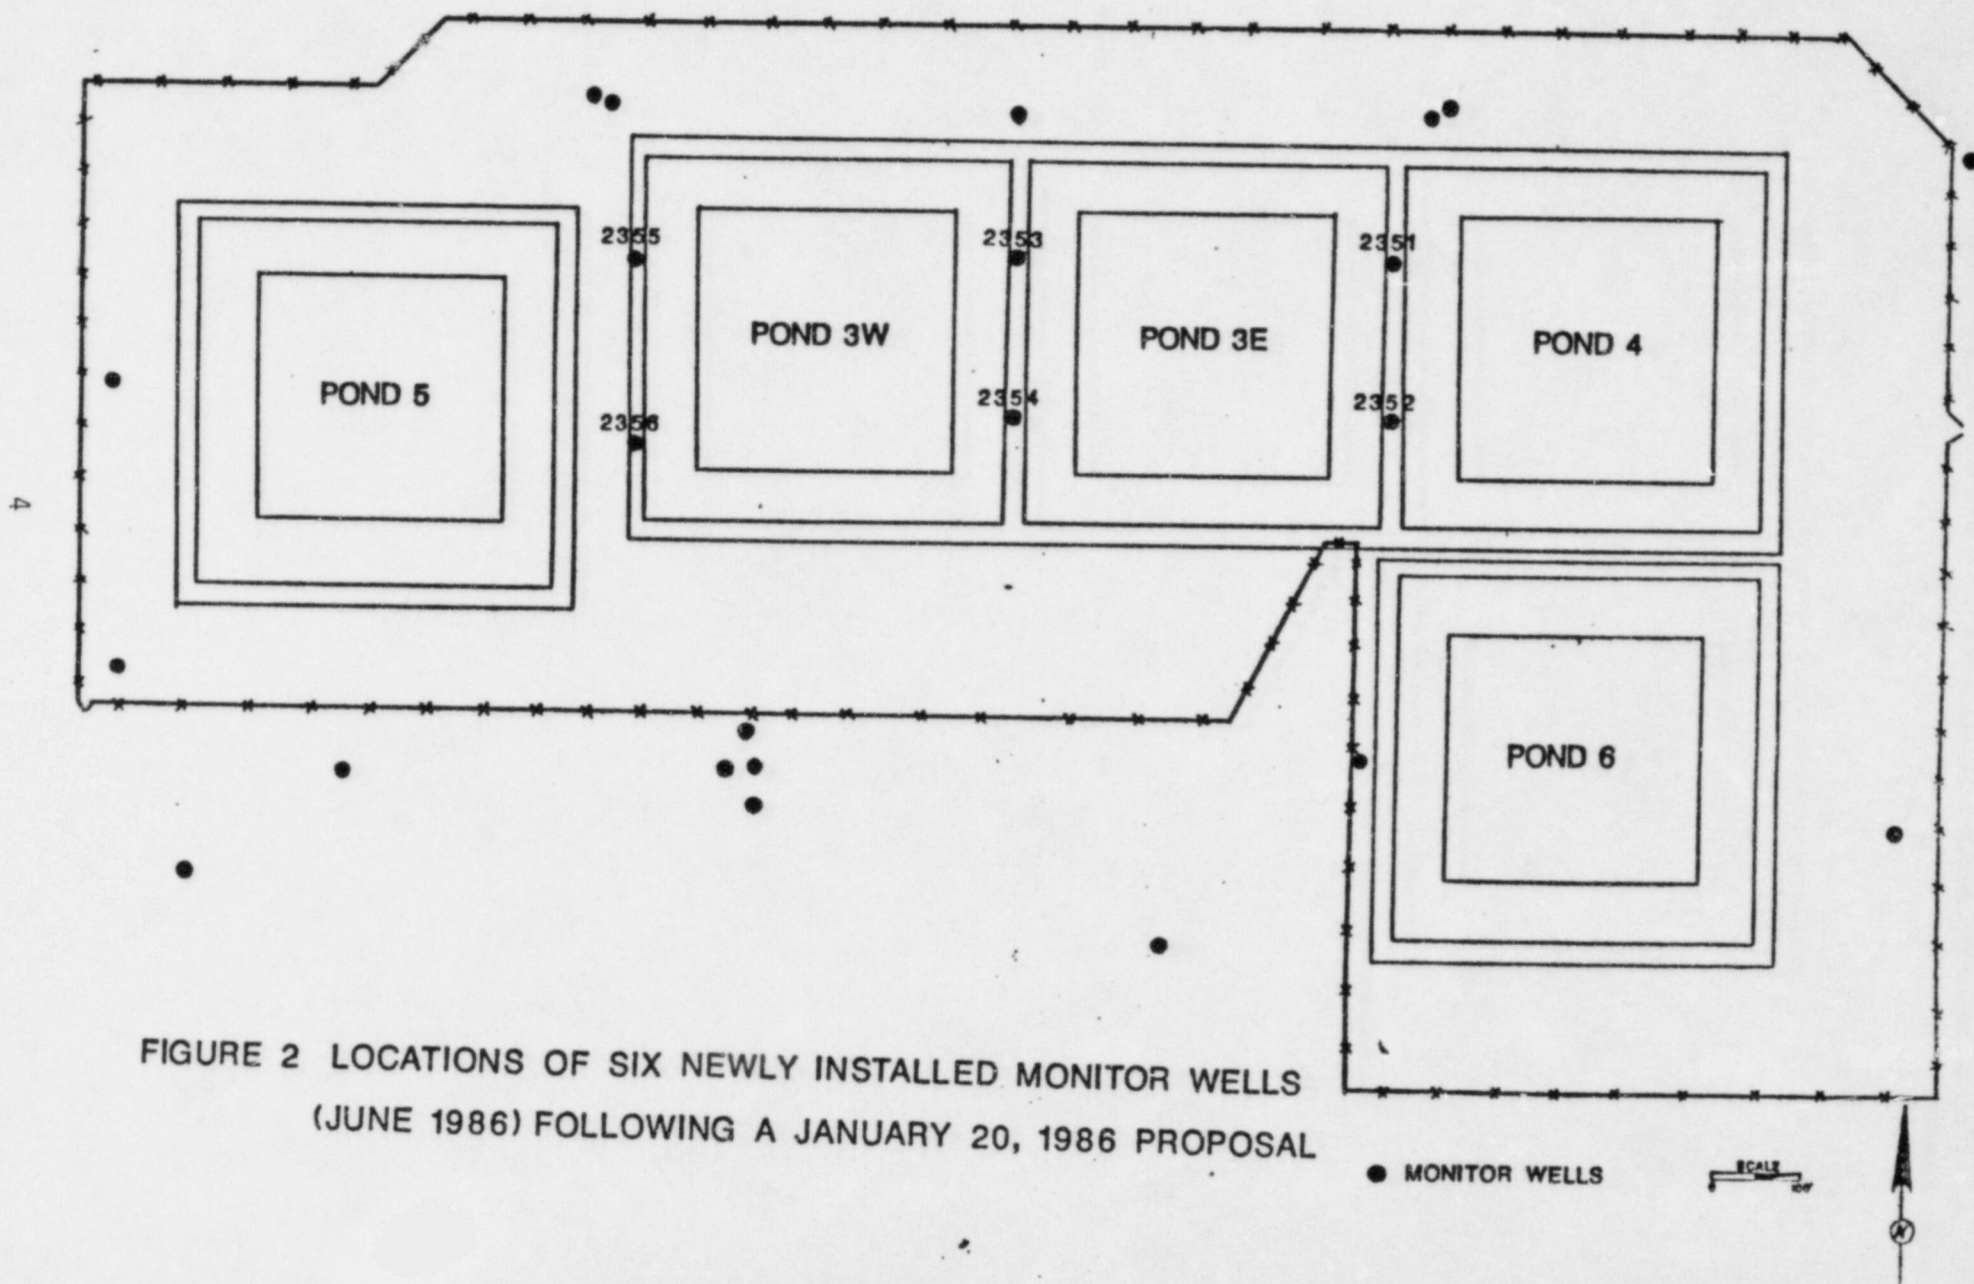 2355
2353
2351
POND 3W
POND 3E
POND 4
POND 5
2356
2354
2352
4
POND 6
FIGURE 2 LOCATIONS OF SIX NEWLY INSTALLED MONITOR WELLS
(JUNE 1986) FOLLOWING A JANUARY 20, 1986 PROPOSAL
MONITOR WELLS
SCALE
N